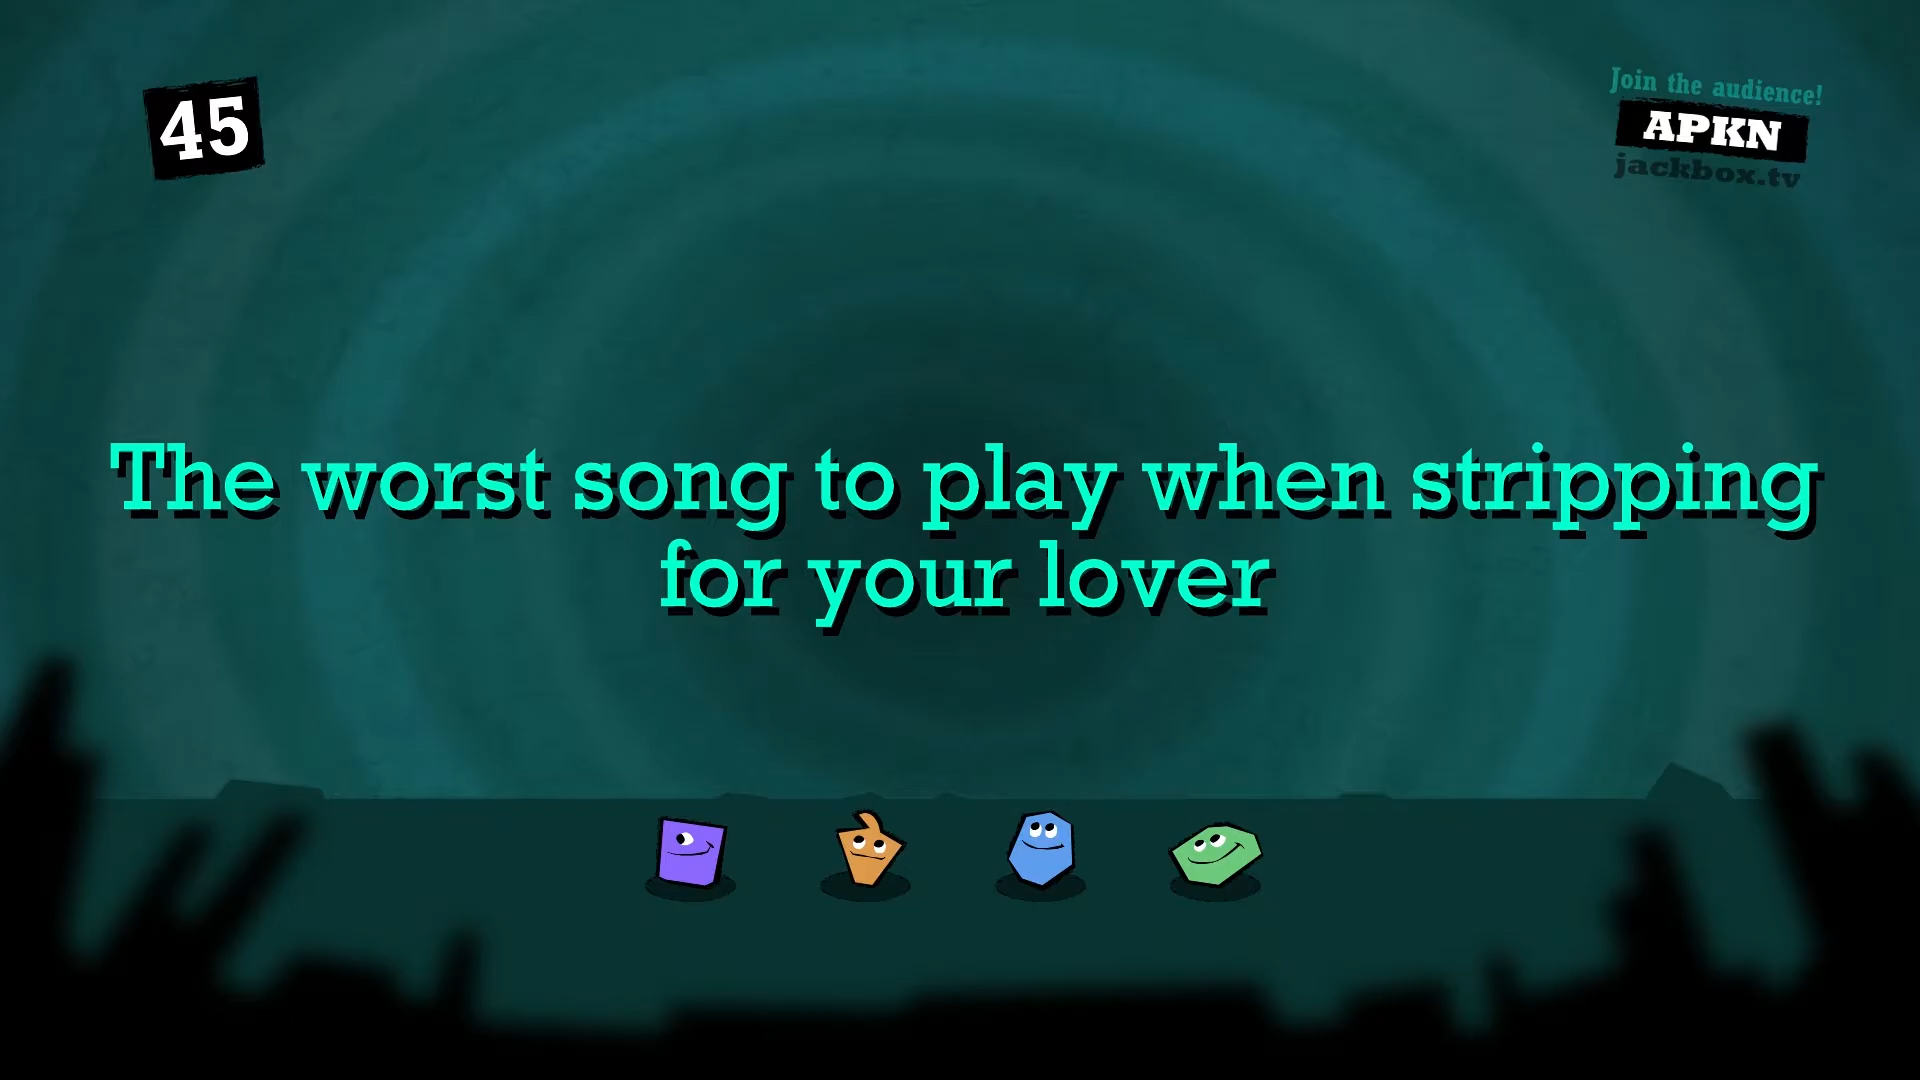 45
Join the audience!
APKN
jackbox.tv
The worst song to play when stripping
for your lover